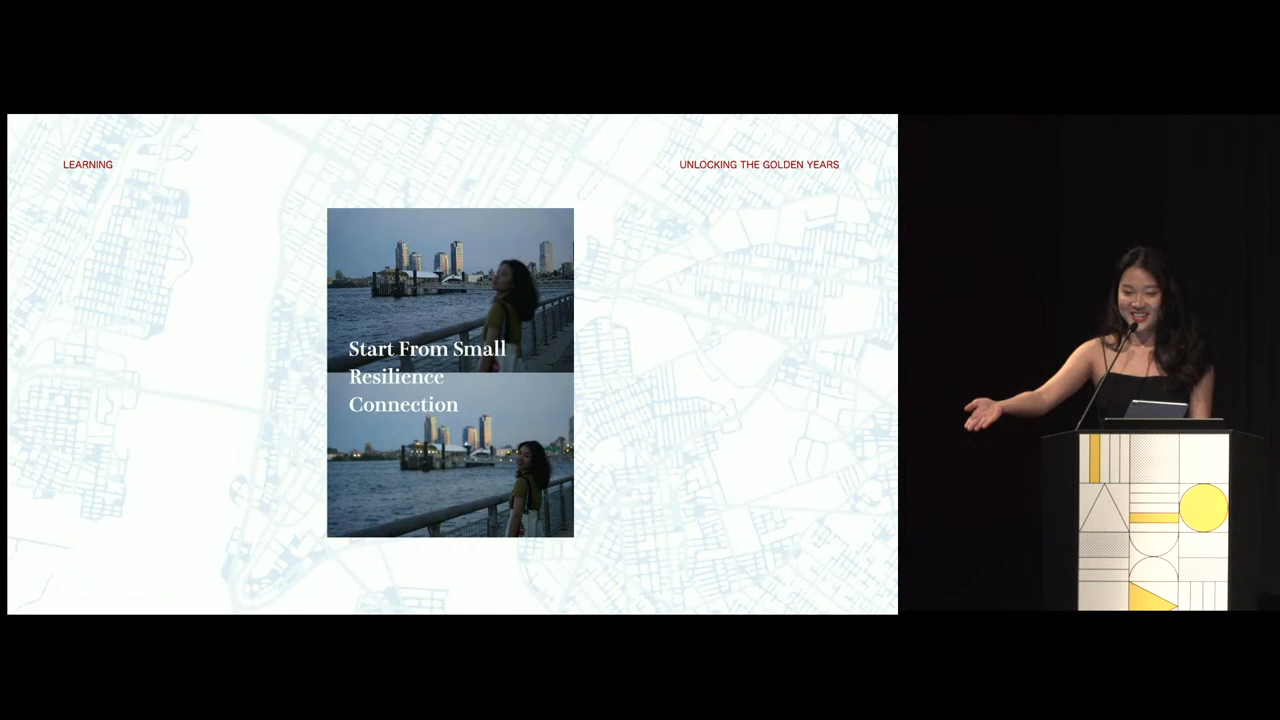 LEARNING
UNLOCKING THE GOLDEN YEARS
Start From Small
Resilience
Connection